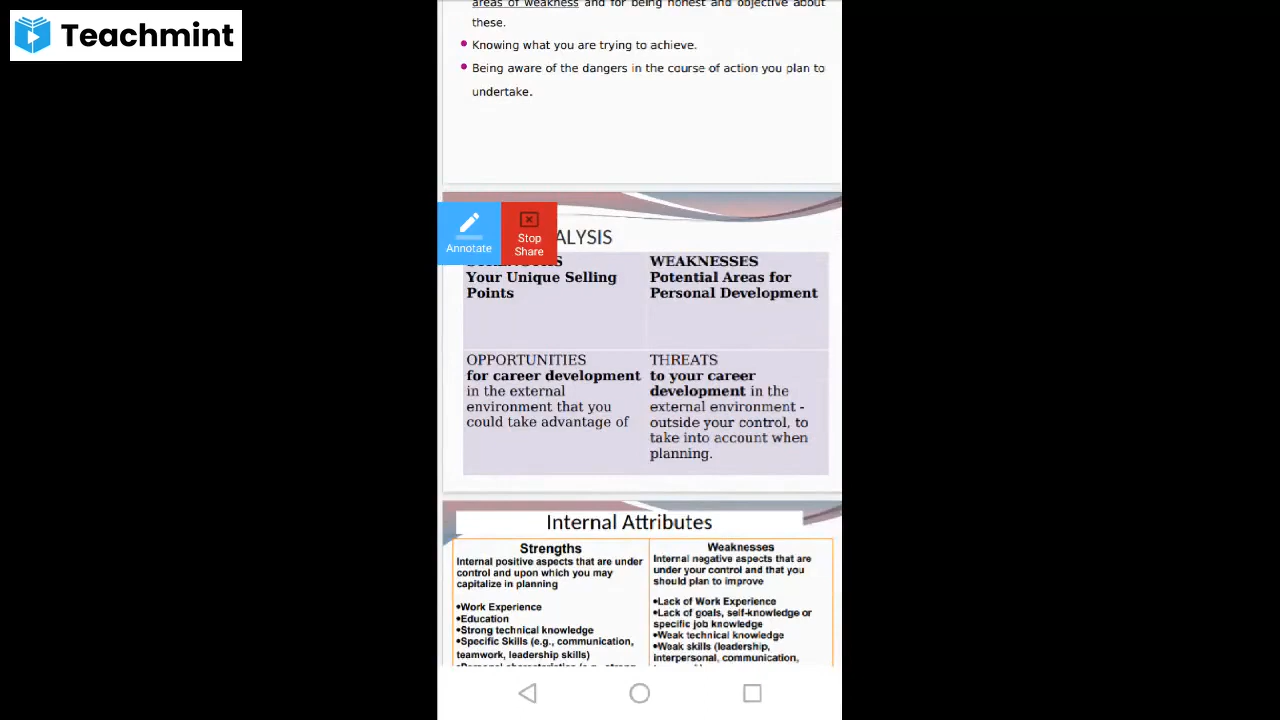 Teachmint
areas of weakness and for being honest and objective about
these.
Knowing what you are trying to achieve.
Being aware of the dangers in the course of action you plan to
undertake.
Annotate
Stop
Share
ALYSIS
Your Unique Selling
Points
WEAKNESSES
Potential Areas for
Personal Development
OPPORTUNITIES
for career development
in the external
environment that you
could take advantage of
THREATS
to your career
development in the
external environment -
outside your control, to
take into account when
planning.
Internal Attributes
Strengths
Internal positive aspects that are under
control and upon which you may
capitalize in planning
•Work Experience
•Education
•Strong technical knowledge
•Specific Skills (e.g., communication,
teamwork, leadership skills)
Weaknesses
Internal negative aspects that are
under your control and that you
should plan to improve
•Lack of Work Experience
•Lack of goals, self-knowledge or
specific job knowledge
•Weak technical knowledge
•Weak skills (leadership,
interpersonal, communication,